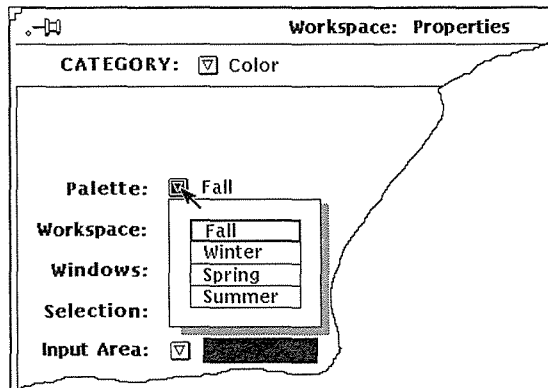 Workspace: Properties
CATEGORY: Color
Palette: Fall
Workspace:
Fall
Winter
Windows:
Spring
Summer
Selection:
Input Area: